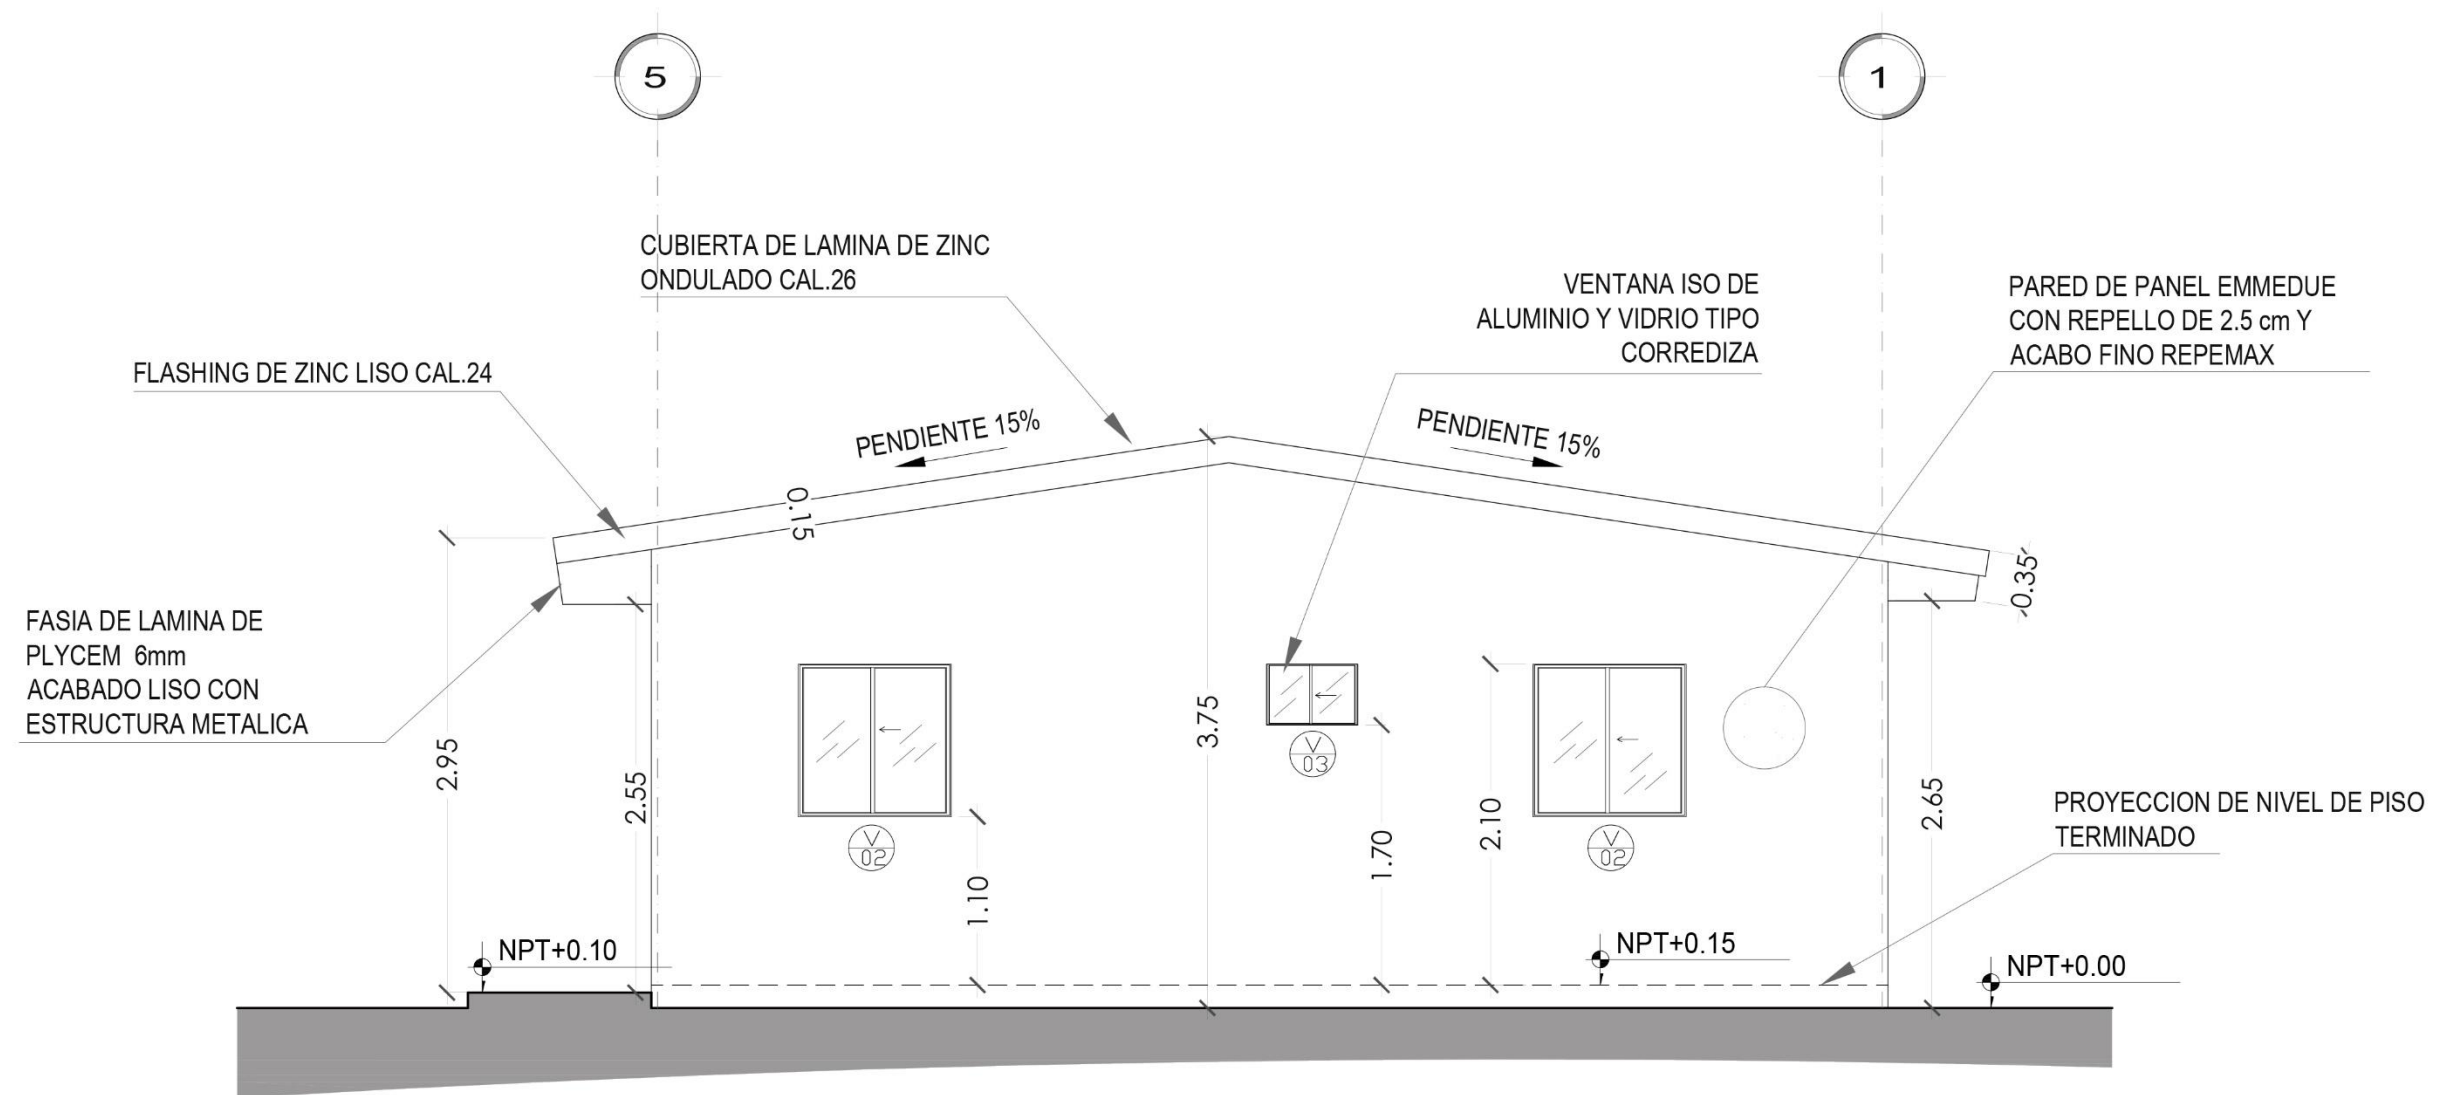 5
1
CUBIERTA DE LAMINA DE ZINC
ONDULADO CAL.26
VENTANA ISO DE
ALUMINIO Y VIDRIO TIPO
CORREDIZA
PARED DE PANEL EMMEDUE
CON REPELLO DE 2.5 cm Y
ACABO FINO REPEMAX
FLASHING DE ZINC LISO CAL.24
PENDIENTE 15%
PENDIENTE 15%
0.15
0.35
FASIA DE LAMINA DE
PLYCEM 6mm
ACABADO LISO CON
ESTRUCTURA METALICA
2.95
2.55
3.75
V
03
2.10
1.70
2.65
V
02
V
02
1.10
PROYECCION DE NIVEL DE PISO
TERMINADO
NPT+0.10
NPT+0.15
NPT+0.00